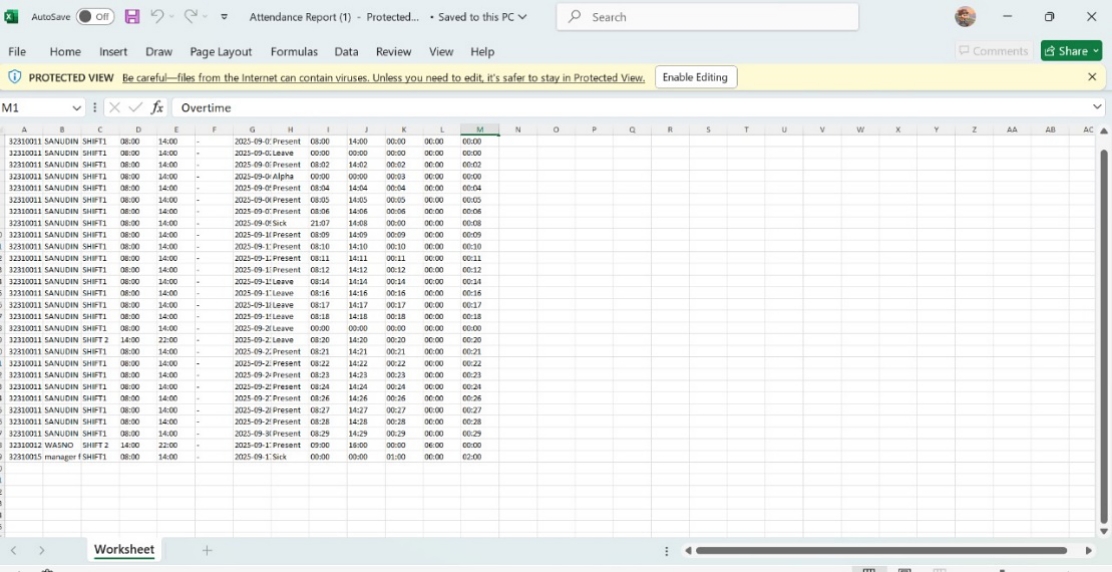 AutoSave Off Attendance Report (1) - Protected... • Saved to this PC Search
File Home Insert Draw Page Layout Formulas Data Review View Help Comments Share
PROTECTED VIEW Be careful—files from the Internet can contain viruses. Unless you need to edit, it's safer to stay in Protected View. Enable Editing
M1 fx Overtime
A B C D E F G H I J K L M N O P Q R S T U V W X Y Z AA AB AC
32310011 SANUDIN SHIFT1 08:00 14:00 - 2025-09-0 Present 08:00 14:00 00:00 00:00 00:00
32310011 SANUDIN SHIFT1 08:00 14:00 - 2025-09-0 Leave 00:00 00:00 00:00 00:00 00:00
32310011 SANUDIN SHIFT1 08:00 14:00 - 2025-09-0 Present 08:02 14:02 00:02 00:00 00:02
32310011 SANUDIN SHIFT1 08:00 14:00 - 2025-09-0 Alpha 00:00 00:00 00:03 00:00 00:00
32310011 SANUDIN SHIFT1 08:00 14:00 - 2025-09-0 Present 08:04 14:04 00:04 00:00 00:04
32310011 SANUDIN SHIFT1 08:00 14:00 - 2025-09-0 Present 08:05 14:05 00:05 00:00 00:05
32310011 SANUDIN SHIFT1 08:00 14:00 - 2025-09-0 Present 08:06 14:06 00:06 00:00 00:06
32310011 SANUDIN SHIFT1 08:00 14:00 - 2025-09-0 Sick 21:07 14:08 00:00 00:00 00:08
32310011 SANUDIN SHIFT1 08:00 14:00 - 2025-09-1 Present 08:09 14:09 00:09 00:00 00:09
32310011 SANUDIN SHIFT1 08:00 14:00 - 2025-09-1 Present 08:10 14:10 00:10 00:00 00:10
32310011 SANUDIN SHIFT1 08:00 14:00 - 2025-09-1 Present 08:11 14:11 00:11 00:00 00:11
32310011 SANUDIN SHIFT1 08:00 14:00 - 2025-09-1 Present 08:12 14:12 00:12 00:00 00:12
32310011 SANUDIN SHIFT1 08:00 14:00 - 2025-09-1 Leave 08:14 14:14 00:14 00:00 00:14
32310011 SANUDIN SHIFT1 08:00 14:00 - 2025-09-1 Leave 08:16 14:16 00:16 00:00 00:16
32310011 SANUDIN SHIFT1 08:00 14:00 - 2025-09-1 Leave 08:17 14:17 00:17 00:00 00:17
32310011 SANUDIN SHIFT1 08:00 14:00 - 2025-09-1 Leave 08:18 14:18 00:18 00:00 00:18
32310011 SANUDIN SHIFT1 08:00 14:00 - 2025-09-2 Leave 00:00 00:00 00:00 00:00 00:00
32310011 SANUDIN SHIFT 2 14:00 22:00 - 2025-09-2 Leave 08:20 14:20 00:20 00:00 00:20
32310011 SANUDIN SHIFT1 08:00 14:00 - 2025-09-2 Present 08:21 14:21 00:21 00:00 00:21
32310011 SANUDIN SHIFT1 08:00 14:00 - 2025-09-2 Present 08:22 14:22 00:22 00:00 00:22
32310011 SANUDIN SHIFT1 08:00 14:00 - 2025-09-2 Present 08:23 14:23 00:23 00:00 00:23
32310011 SANUDIN SHIFT1 08:00 14:00 - 2025-09-2 Present 08:24 14:24 00:24 00:00 00:24
32310011 SANUDIN SHIFT1 08:00 14:00 - 2025-09-2 Present 08:26 14:26 00:26 00:00 00:26
32310011 SANUDIN SHIFT1 08:00 14:00 - 2025-09-2 Present 08:27 14:27 00:27 00:00 00:27
32310011 SANUDIN SHIFT1 08:00 14:00 - 2025-09-2 Present 08:28 14:28 00:28 00:00 00:28
32310011 SANUDIN SHIFT1 08:00 14:00 - 2025-09-3 Present 08:29 14:29 00:29 00:00 00:29
32310012 WASNO SHIFT 2 14:00 22:00 - 2025-09-1 Present 09:00 16:00 00:00 06:00 00:00
32310015 manager SHIFT1 08:00 14:00 - 2025-09-1 Sick 00:00 00:00 01:00 00:00 02:00
Worksheet